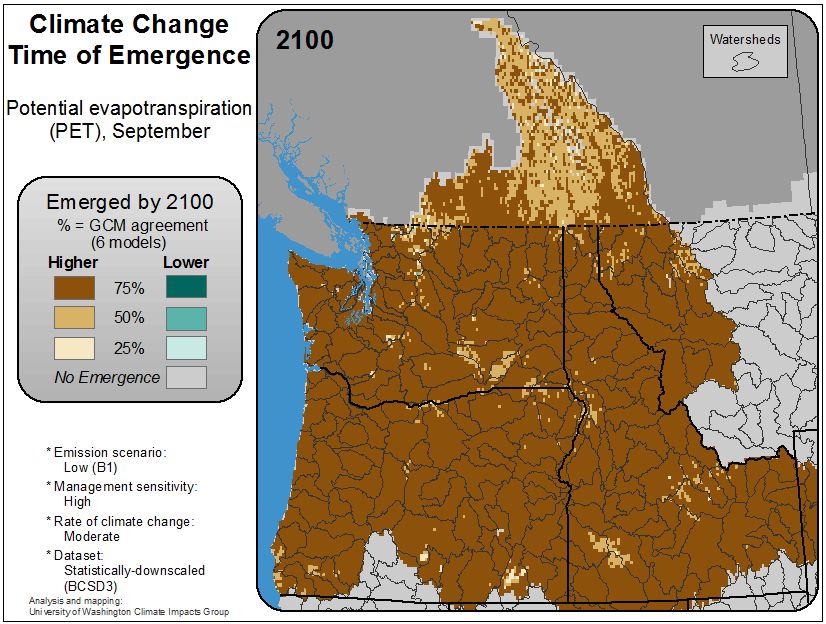 Climate Change
Time of Emergence
Potential evapotranspiration
(PET), September
Emerged by 2100
% = GCM agreement
(6 models)
Higher Lower
75%
50%
25%
No Emergence
* Emission scenario:
Low (B1)
* Management sensitivity:
High
* Rate of climate change:
Moderate
* Dataset:
Statistically-downscaled
(BCSD3)
Analysis and mapping:
University of Washington Climate Impacts Group
2100
Watersheds